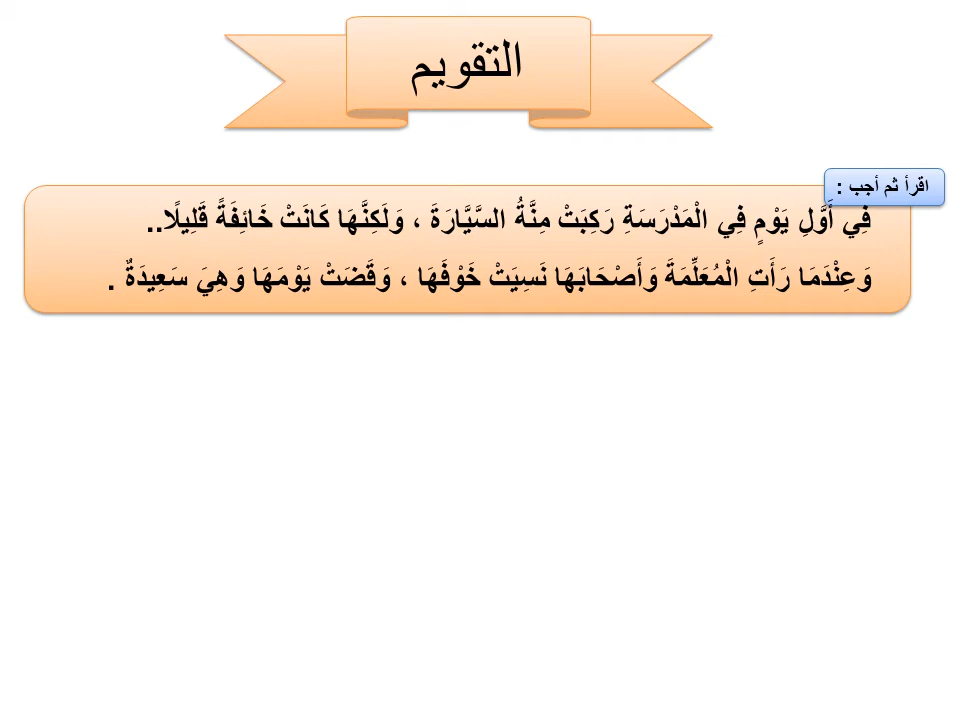 التقويم
اقرأ ثم أجب :
فِي أَوَّلِ يَوْمٍ فِي الْمَدْرَسَةِ رَكِبَتْ مِنَّةُ السَّيَّارَةَ ، وَلَكِنَّهَا كَانَتْ خَائِفَةً قَلِيلًا..
وَعِنْدَمَا رَأَتِ الْمُعَلِّمَةَ وَأَصْحَابَهَا نَسِيَتْ خَوْفَهَا ، وَقَضَتْ يَوْمَهَا وَهِيَ سَعِيدَةٌ .